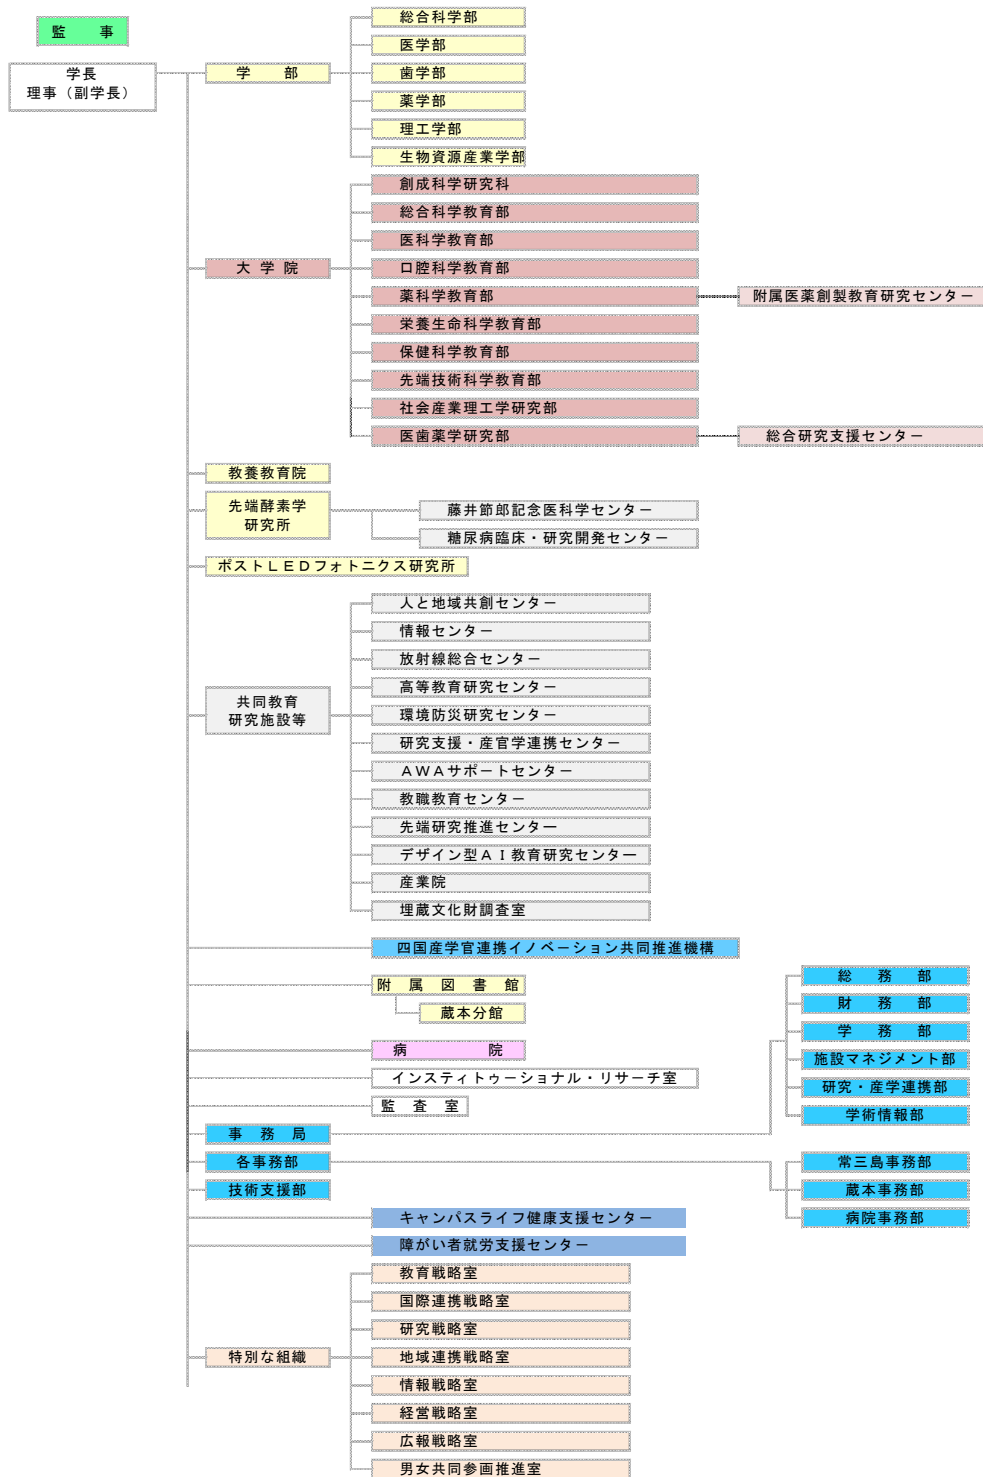 監　事
学長
理事（副学長）
学　部
総合科学部
医学部
歯学部
薬学部
理工学部
生物資源産業学部
大学院
創成科学研究科
総合科学教育部
医科学教育部
口腔科学教育部
薬科学教育部
附属医薬創製教育研究センター
栄養生命科学教育部
保健科学教育部
先端技術科学教育部
社会産業理工学研究部
医歯薬学研究部
総合研究支援センター
教養教育院
先端酵素学
研究所
藤井節郎記念医科学センター
糖尿病臨床・研究開発センター
ポストＬＥＤフォトニクス研究所
共同教育
研究施設等
人と地域共創センター
情報センター
放射線総合センター
高等教育研究センター
環境防災研究センター
研究支援・産官学連携センター
ＡＷＡサポートセンター
教職教育センター
先端研究推進センター
デザイン型ＡＩ教育研究センター
産業院
埋蔵文化財調査室
四国産学官連携イノベーション共同推進機構
附属図書館
蔵本分館
病　院
インスティトゥーショナル・リサーチ室
監査室
事務局
総務部
財務部
学務部
施設マネジメント部
研究・産学連携部
学術情報部
各事務部
常三島事務部
蔵本事務部
病院事務部
技術支援部
キャンパスライフ健康支援センター
障がい者就労支援センター
特別な組織
教育戦略室
国際連携戦略室
研究戦略室
地域連携戦略室
情報戦略室
経営戦略室
広報戦略室
男女共同参画推進室